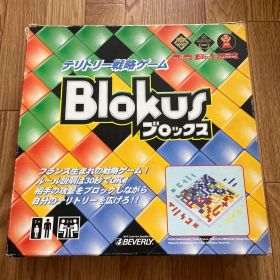 テリトリー戦略ゲーム
Blokus
ブロックス
フランス生まれの戦略ゲーム!
ルール説明は30秒でOK!
相手の攻撃をブロックしながら
自分のテリトリーを広げろ!!
BEVERLY